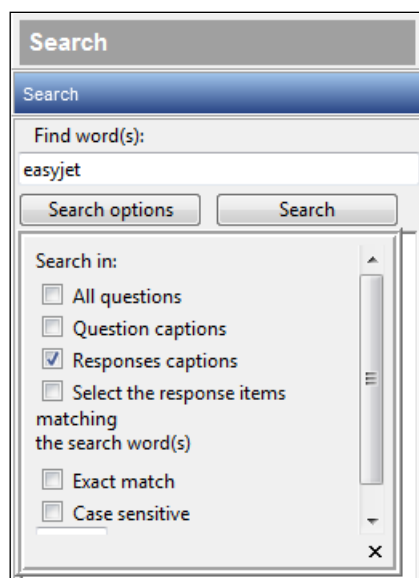 Search
Search
Find word(s):
easyjet
Search options Search
Search in:
All questions
Question captions
Responses captions
Select the response items
matching
the search word(s)
Exact match
Case sensitive